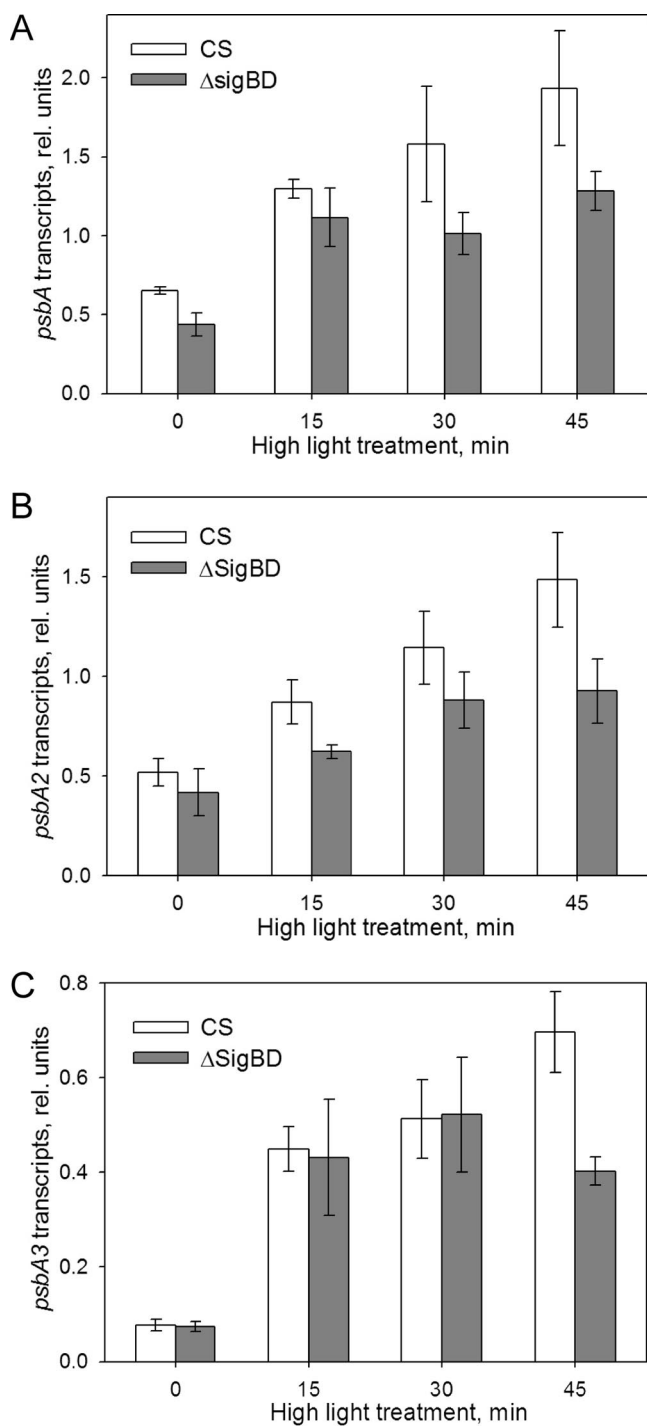 A
CS
ΔsigBD
psbA transcripts, rel. units
2.0
1.5
1.0
0.5
0.0
0 15 30 45
High light treatment, min
B
CS
ΔSigBD
psbA2 transcripts, rel. units
1.5
1.0
0.5
0.0
0 15 30 45
High light treatment, min
C
CS
ΔSigBD
psbA3 transcripts, rel. units
0.8
0.6
0.4
0.2
0.0
0 15 30 45
High light treatment, min